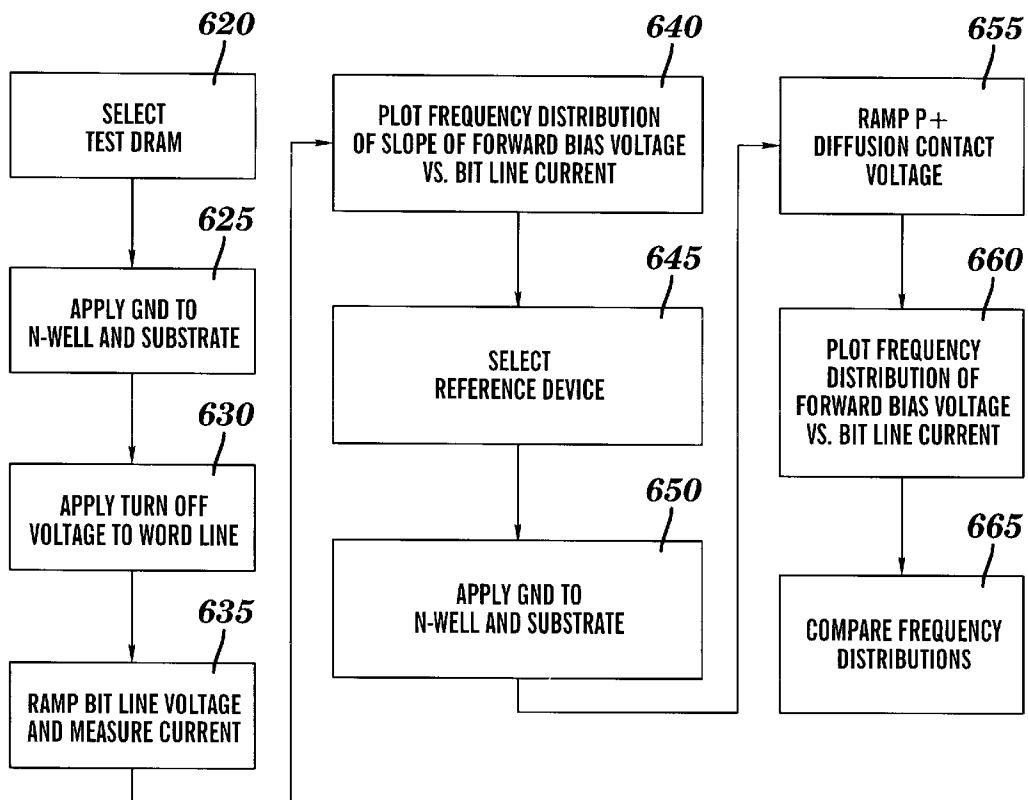 620
SELECT
TEST DRAM
625
APPLY GND TO
N-WELL AND SUBSTRATE
630
APPLY TURN OFF
VOLTAGE TO WORD LINE
635
RAMP BIT LINE VOLTAGE
AND MEASURE CURRENT
640
PLOT FREQUENCY DISTRIBUTION
OF SLOPE OF FORWARD BIAS VOLTAGE
VS. BIT LINE CURRENT
645
SELECT
REFERENCE DEVICE
650
APPLY GND TO
N-WELL AND SUBSTRATE
655
RAMP P+
DIFFUSION CONTACT
VOLTAGE
660
PLOT FREQUENCY
DISTRIBUTION OF
FORWARD BIAS VOLTAGE
VS. BIT LINE CURRENT
665
COMPARE FREQUENCY
DISTRIBUTIONS